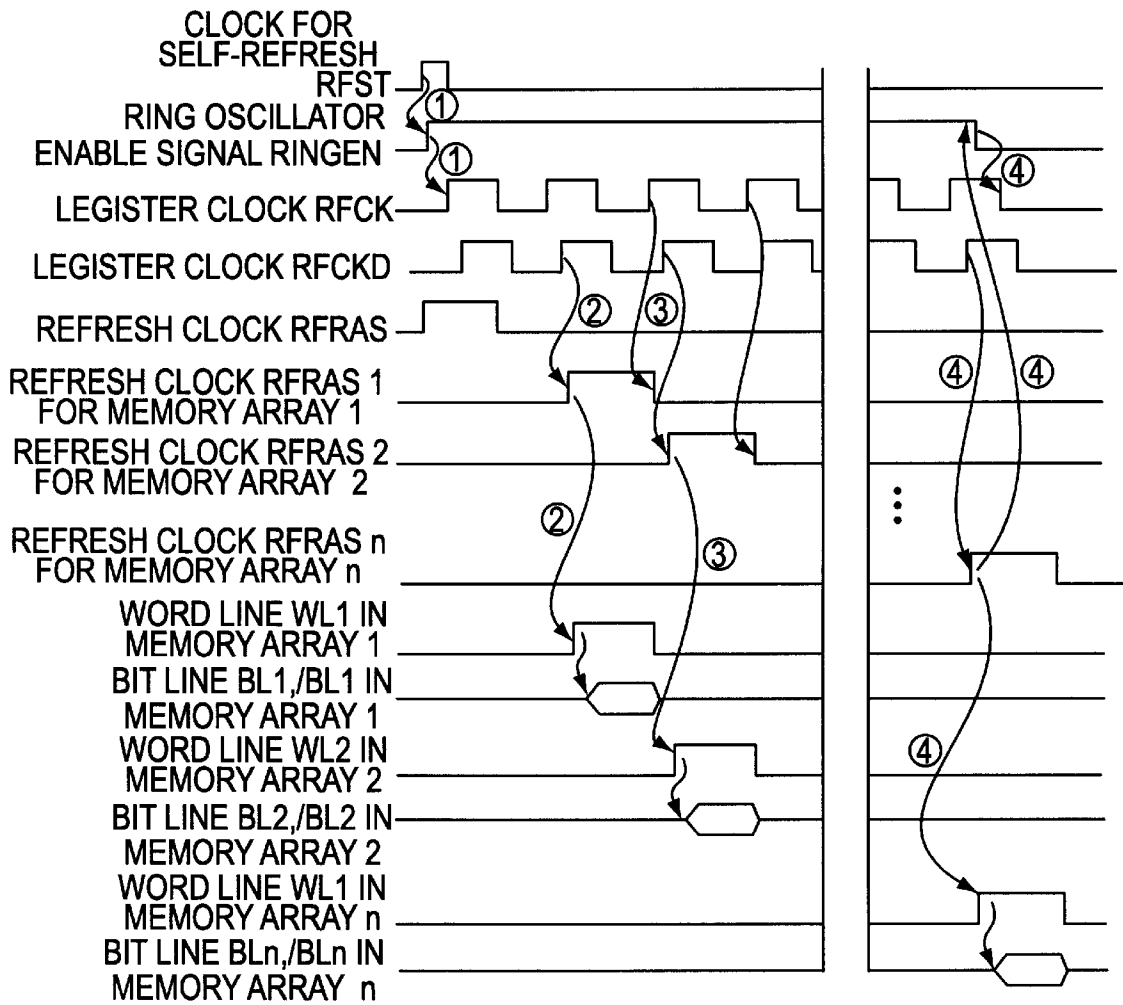 CLOCK FOR
SELF-REFRESH
RFST
①
RING OSCILLATOR
ENABLE SIGNAL RINGEN
①
④
LEGISTER CLOCK RFCK
LEGISTER CLOCK RFCKD
②
③
REFRESH CLOCK RFRAS
④
④
REFRESH CLOCK RFRAS 1
FOR MEMORY ARRAY 1
REFRESH CLOCK RFRAS 2
FOR MEMORY ARRAY 2
②
③
REFRESH CLOCK RFRAS n
FOR MEMORY ARRAY n
WORD LINE WL1 IN
MEMORY ARRAY 1
BIT LINE BL1,/BL1 IN
MEMORY ARRAY 1
WORD LINE WL2 IN
MEMORY ARRAY 2
④
BIT LINE BL2,/BL2 IN
MEMORY ARRAY 2
WORD LINE WL1 IN
MEMORY ARRAY n
BIT LINE BLn,/BLn IN
MEMORY ARRAY n